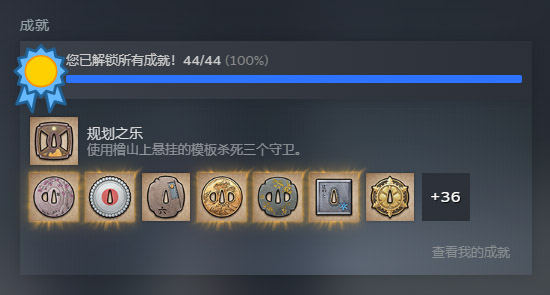 成就
您已解锁所有成就！44/44 (100%)
规划之乐
使用橹山上悬挂的模板杀死三个守卫。
六
+36
查看我的成就